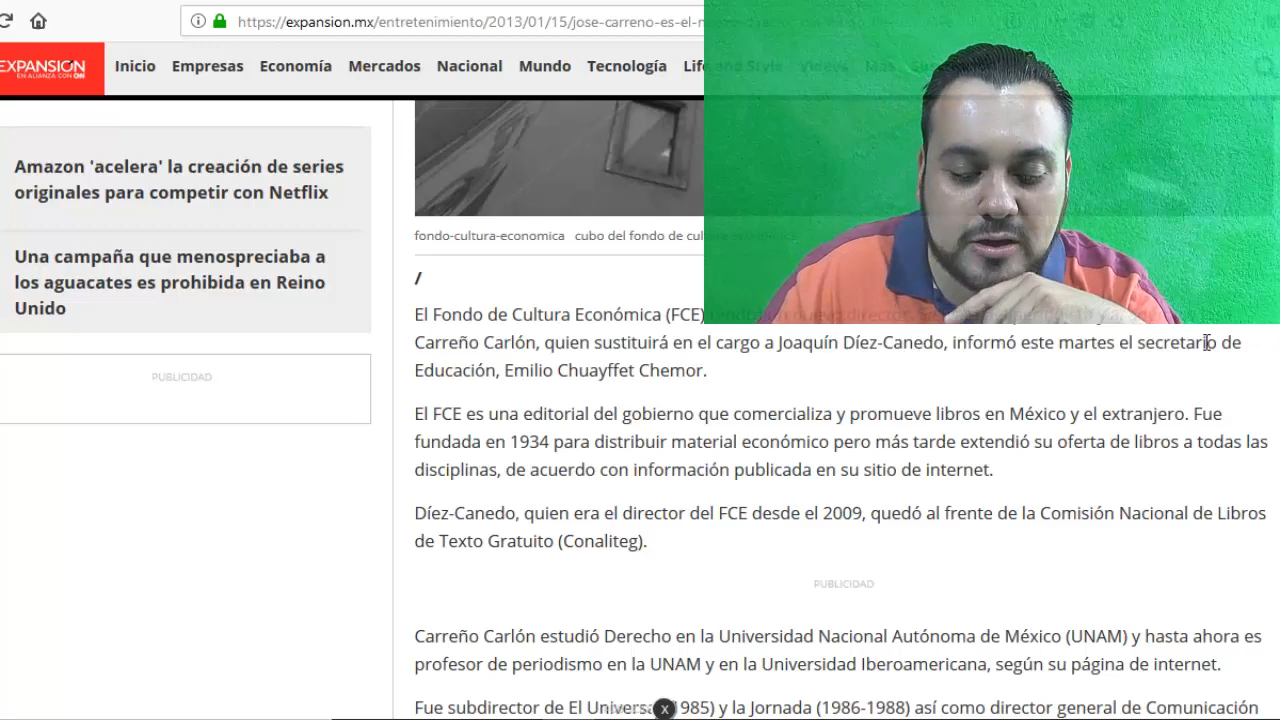 https://expansion.mx/entretenimiento/2013/01/15/jose-carreno-es-el-
EXPANSIÓN
EN ALIANZA CON CNN
Inicio Empresas Economía Mercados Nacional Mundo Tecnología Life and Style Videos
Amazon 'acelera' la creación de series
originales para competir con Netflix
Una campaña que menospreciaba a
los aguacates es prohibida en Reino
Unido
PUBLICIDAD
fondo-cultura-economica cubo del fondo de cultura economica
/
El Fondo de Cultura Económica (FCE) tendrá un nuevo director,
Carreño Carlón, quien sustituirá en el cargo a Joaquín Díez-Canedo, informó este martes el secretario de
Educación, Emilio Chuayffet Chemor.
El FCE es una editorial del gobierno que comercializa y promueve libros en México y el extranjero. Fue
fundada en 1934 para distribuir material económico pero más tarde extendió su oferta de libros a todas las
disciplinas, de acuerdo con información publicada en su sitio de internet.
Díez-Canedo, quien era el director del FCE desde el 2009, quedó al frente de la Comisión Nacional de Libros
de Texto Gratuito (Conaliteg).
PUBLICIDAD
Carreño Carlón estudió Derecho en la Universidad Nacional Autónoma de México (UNAM) y hasta ahora es
profesor de periodismo en la UNAM y en la Universidad Iberoamericana, según su página de internet.
Fue subdirector de El Universal (1985) y la Jornada (1986-1988) así como director general de Comunicación
x